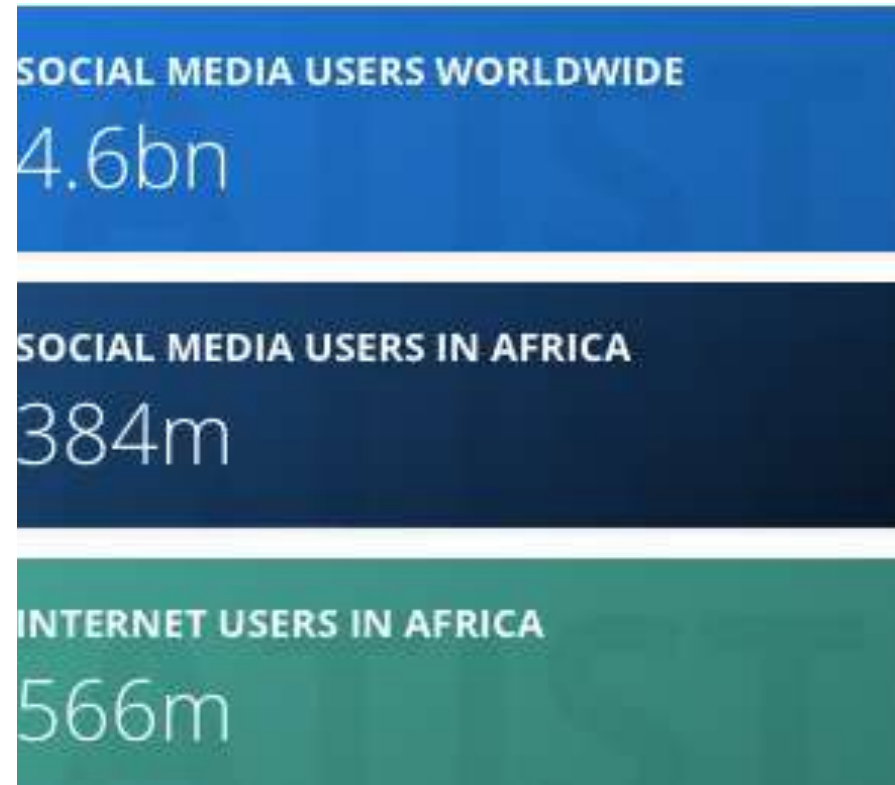 SOCIAL MEDIA USERS WORLDWIDE
4.6bn
SOCIAL MEDIA USERS IN AFRICA
384m
INTERNET USERS IN AFRICA
566m